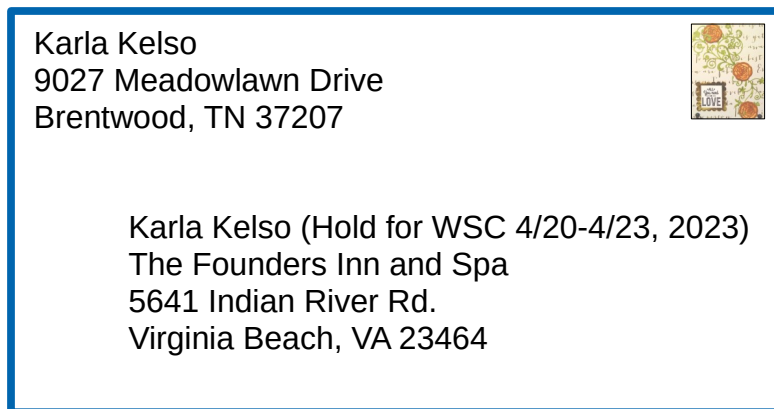 Karla Kelso
9027 Meadowlawn Drive
Brentwood, TN 37207
LOVE
Karla Kelso (Hold for WSC 4/20-4/23, 2023)
The Founders Inn and Spa
5641 Indian River Rd.
Virginia Beach, VA 23464